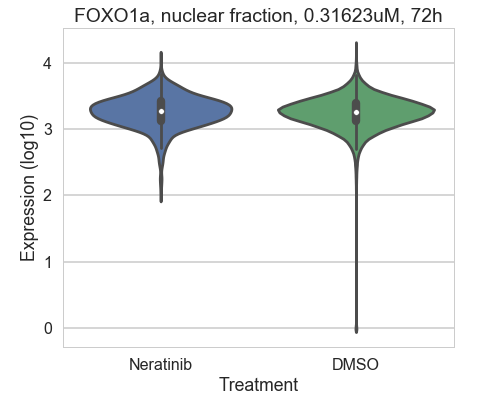 FOXO1a, nuclear fraction, 0.31623uM, 72h
Expression (log10)
4
3
2
1
0
Neratinib DMSO
Treatment